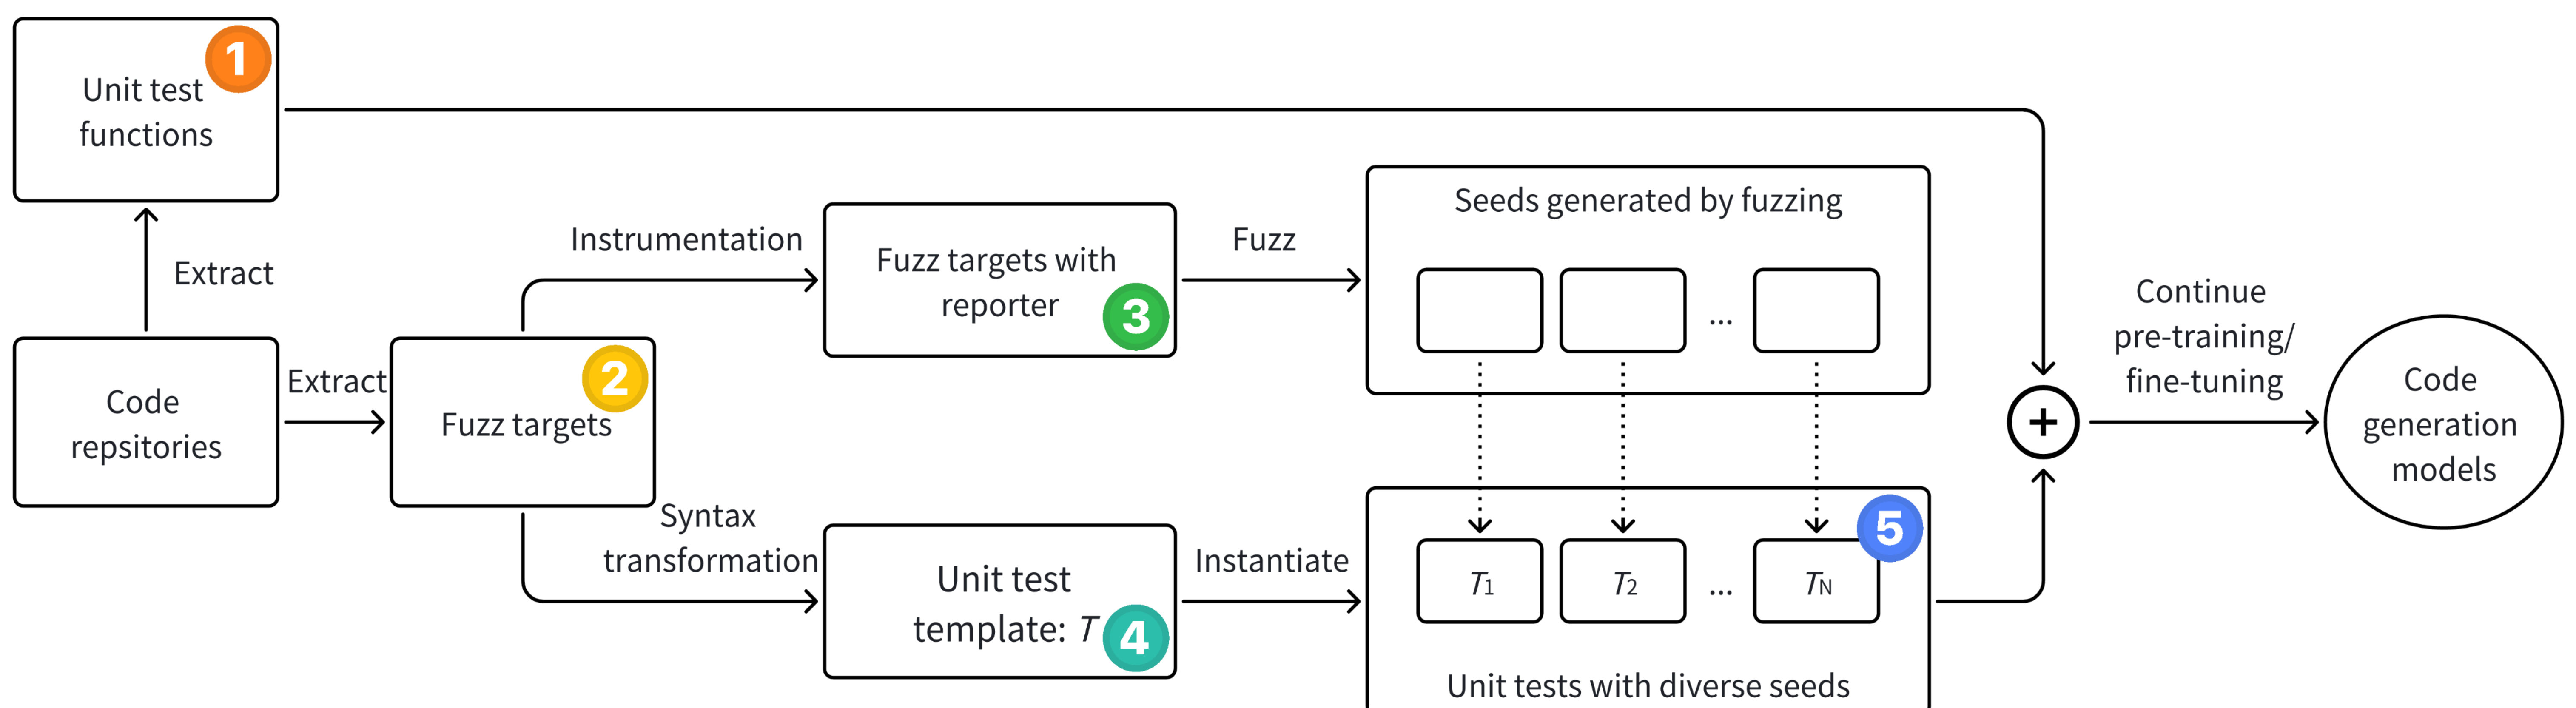 1
Unit test
functions
Extract
Code
repsitories
Extract
2
Fuzz targets
Instrumentation
Fuzz targets with
reporter
3
Fuzz
Seeds generated by fuzzing
...
Syntax
transformation
Unit test
template: T
4
Instantiate
5
T1
T2
...
TN
Unit tests with diverse seeds
+
Continue
pre-training/
fine-tuning
Code
generation
models